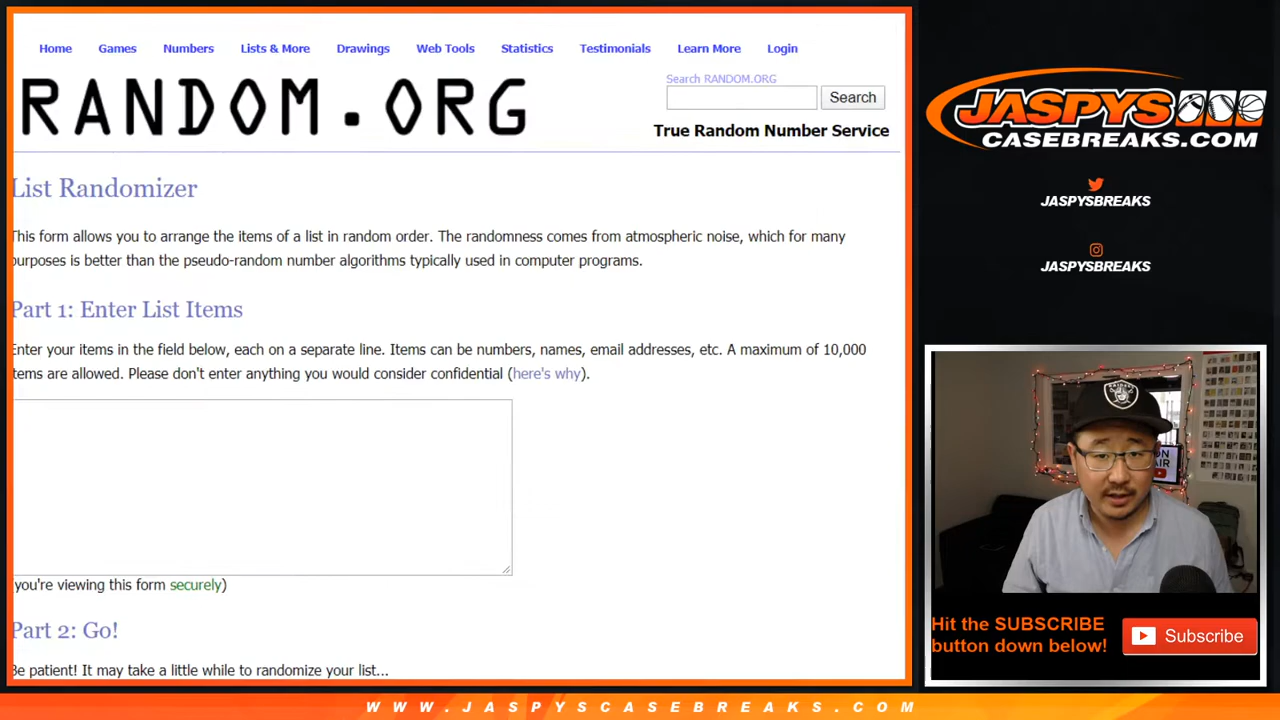 Home Games Numbers Lists & More Drawings Web Tools Statistics Testimonials Learn More Login
RANDOM.ORG
Search RANDOM.ORG
Search
True Random Number Service
List Randomizer
This form allows you to arrange the items of a list in random order. The randomness comes from atmospheric noise, which for many
purposes is better than the pseudo-random number algorithms typically used in computer programs.
Part 1: Enter List Items
Enter your items in the field below, each on a separate line. Items can be numbers, names, email addresses, etc. A maximum of 10,000
items are allowed. Please don't enter anything you would consider confidential (here's why).
you're viewing this form securely)
Part 2: Go!
Be patient! It may take a little while to randomize your list...
JASPYS
CASEBREAKS.COM
JASPYSBREAKS
JASPYSBREAKS
RAIDERS
ON
AIR
Hit the SUBSCRIBE
button down below!
Subscribe
WWW.JASPYSCASEBREAKS.COM